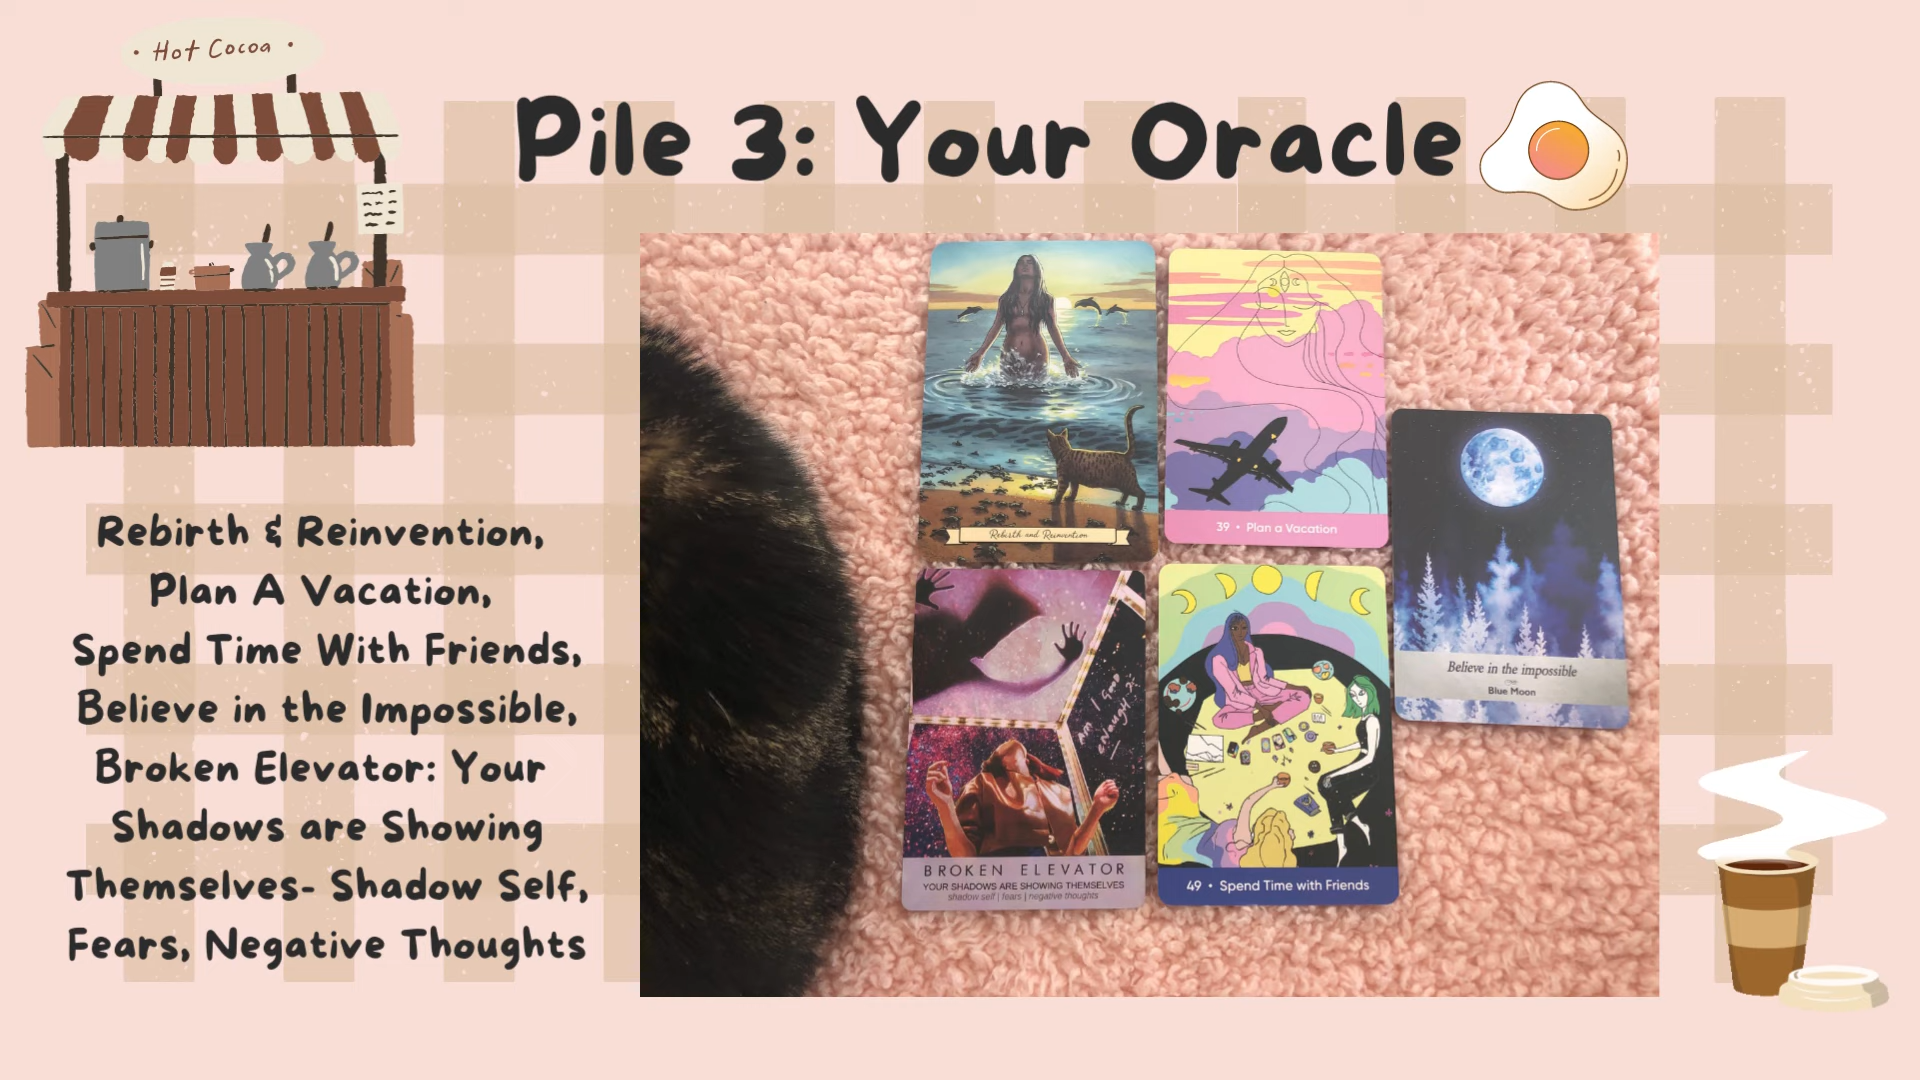 · Hot Cocoa ·
Pile 3: Your Oracle
Rebirth & Reinvention,
Plan A Vacation,
Spend Time With Friends,
Believe in the Impossible,
Broken Elevator: Your
Shadows are Showing
Themselves- Shadow Self,
Fears, Negative Thoughts
Rebirth and Reinvention
39 • Plan a Vacation
Believe in the impossible
Blue Moon
Am I Good
enough?
BROKEN ELEVATOR
YOUR SHADOWS ARE SHOWING THEMSELVES
shadow self | fears | negative thoughts
49 • Spend Time with Friends